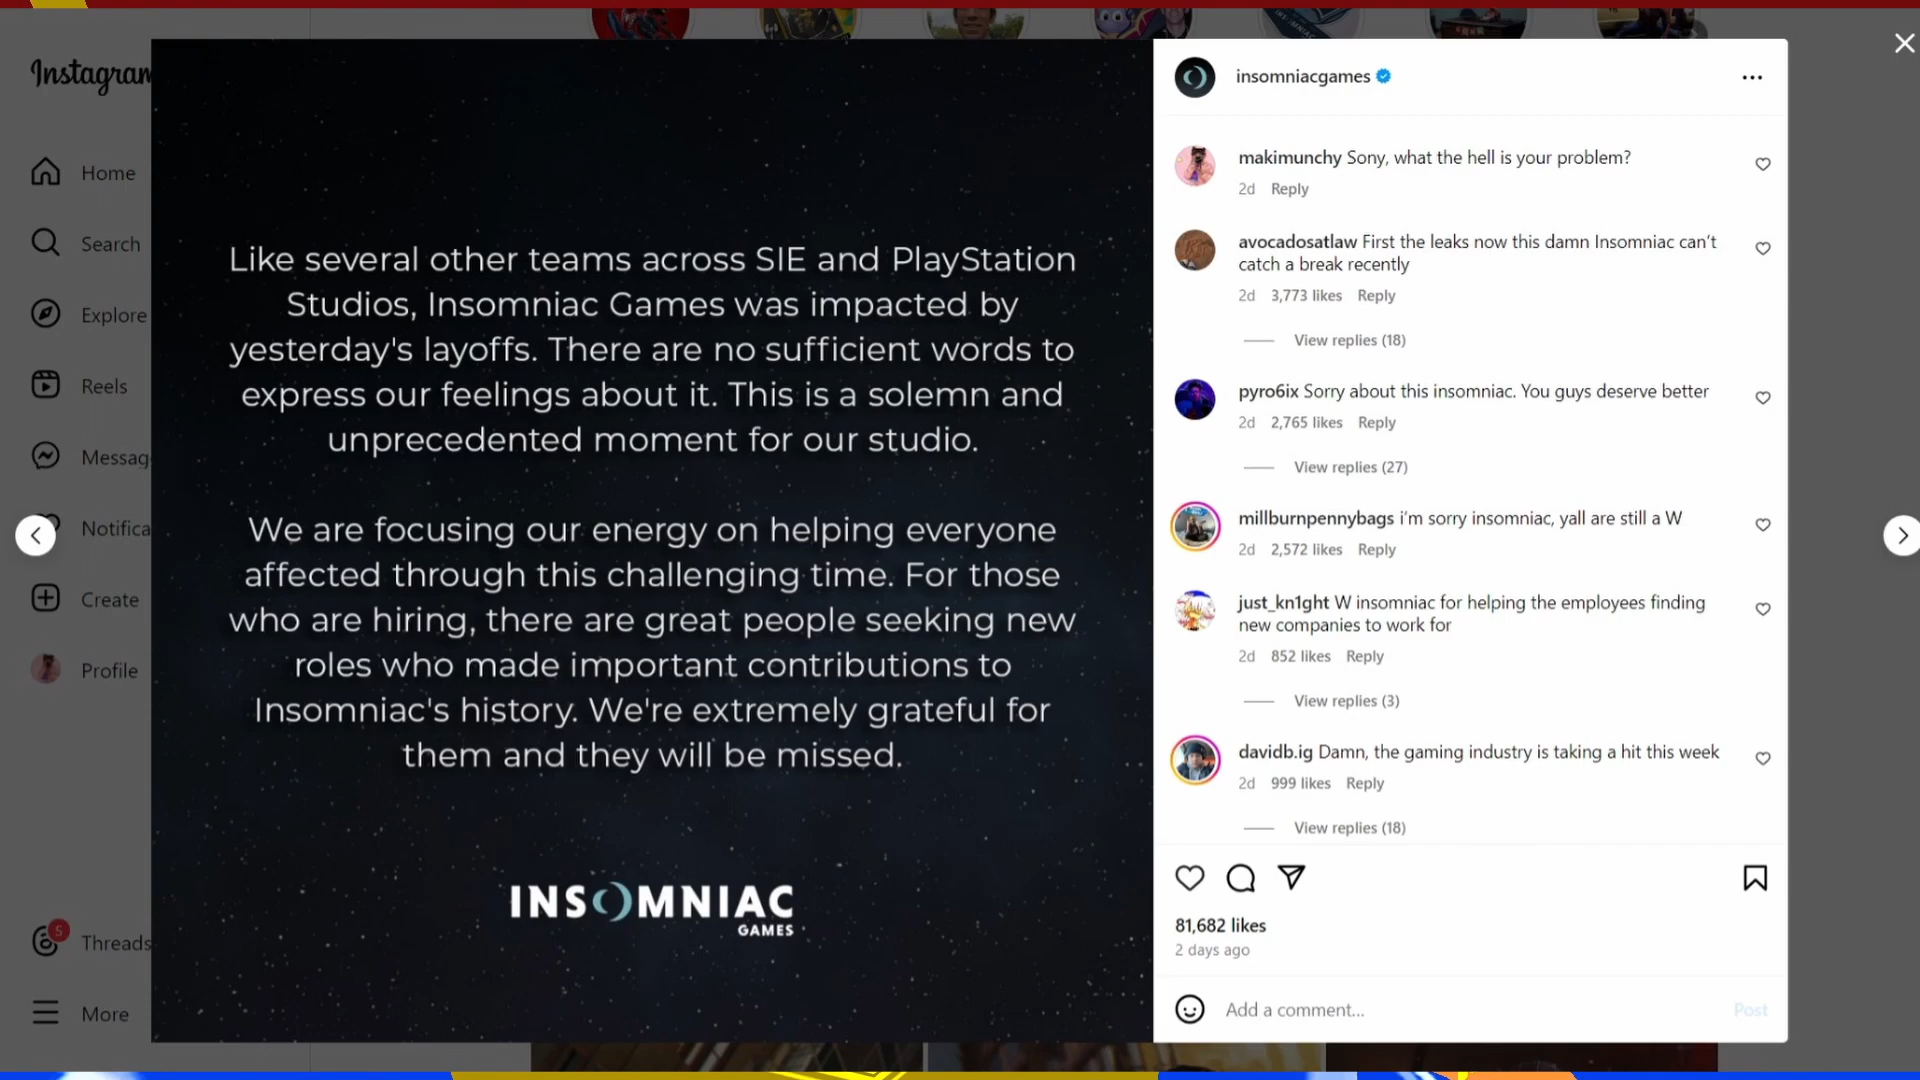 Instagram
Home
Search
Explore
Reels
Messag
Notifica
Create
Profile
5
Threads
More
Like several other teams across SIE and PlayStation
Studios, Insomniac Games was impacted by
yesterday's layoffs. There are no sufficient words to
express our feelings about it. This is a solemn and
unprecedented moment for our studio.
We are focusing our energy on helping everyone
affected through this challenging time. For those
who are hiring, there are great people seeking new
roles who made important contributions to
Insomniac's history. We're extremely grateful for
them and they will be missed.
INSOMNIAC
GAMES
insomniacgames
makimunchy Sony, what the hell is your problem?
2d Reply
avocadosatlaw First the leaks now this damn Insomniac can't
catch a break recently
2d 3,773 likes Reply
View replies (18)
pyro6ix Sorry about this insomniac. You guys deserve better
2d 2,765 likes Reply
View replies (27)
millburnpennybags i'm sorry insomniac, yall are still a W
2d 2,572 likes Reply
just_kn1ght W insomniac for helping the employees finding
new companies to work for
2d 852 likes Reply
View replies (3)
davidb.ig Damn, the gaming industry is taking a hit this week
2d 999 likes Reply
View replies (18)
81,682 likes
2 days ago
Add a comment...
Post